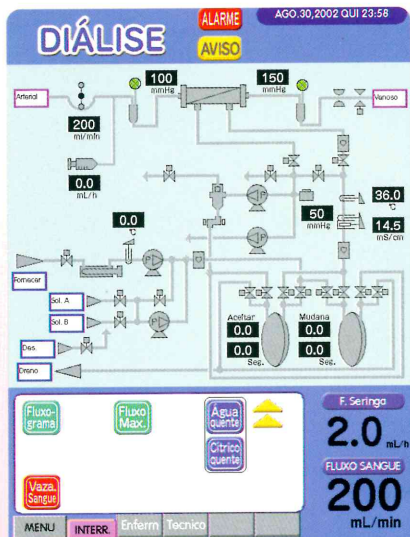 ALARME
AGO.30,2002 QUI 23:58
DIÁLISE
AVISO
100
mmHg
150
mmHg
Arterial
Venoso
200
ml/min
0.0
mL/h
0.0
°C
50
mmHg
36.0
°C
14.5
mS/cm
Fornecer
Sol. A
Sol. B
Des.
Dreno
P
P
P
P
Aceitar
0.0
0.0
Seg.
Mudana
0.0
0.0
Seg.
Fluxo-
grama
Fluxo
Max.
Água
quente
Cítrico
quente
Vaza.
Sangue
F. Seringa
2.0 mL/h
FLUXO SANGUE
200
mL/min
MENU
INTERR.
Enferm
Tecnico